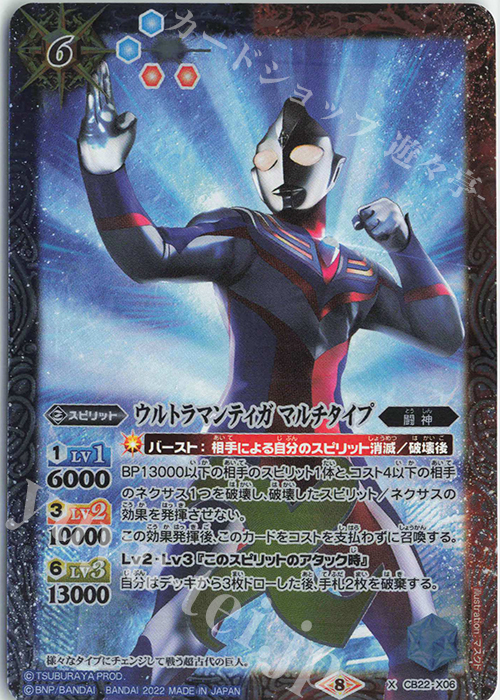 6
カードショップ 遊々亭
スピリット
ウルトラマンティガ マルチタイプ
闘神
とうしん
1 LV1
6000
3 LV2
10000
6 LV3
13000
バースト:相手による自分のスピリット消滅/破壊後
BP13000以下の相手のスピリット1体と、コスト4以下の相手
のネクサス1つを破壊し、破壊したスピリット/ネクサスの
効果を発揮させない。
この効果発揮後、このカードをコストを支払わずに召喚する。
Lv2・Lv3『このスピリットのアタック時』
自分はデッキから3枚ドローした後、手札2枚を破棄する。
様々なタイプにチェンジして戦う超古代の巨人。
©TSUBURAYA PROD.
©BNP/BANDAI BANDAI 2022 MADE IN JAPAN
8
X CB22-X06